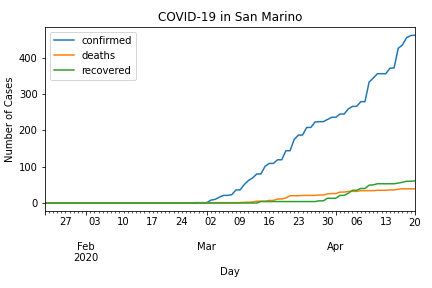 COVID-19 in San Marino
confirmed
deaths
recovered
Number of Cases
400
300
200
100
0
27 03 10 17 24 02 09 16 23 30 06 13 20
Feb Mar Apr
2020
Day